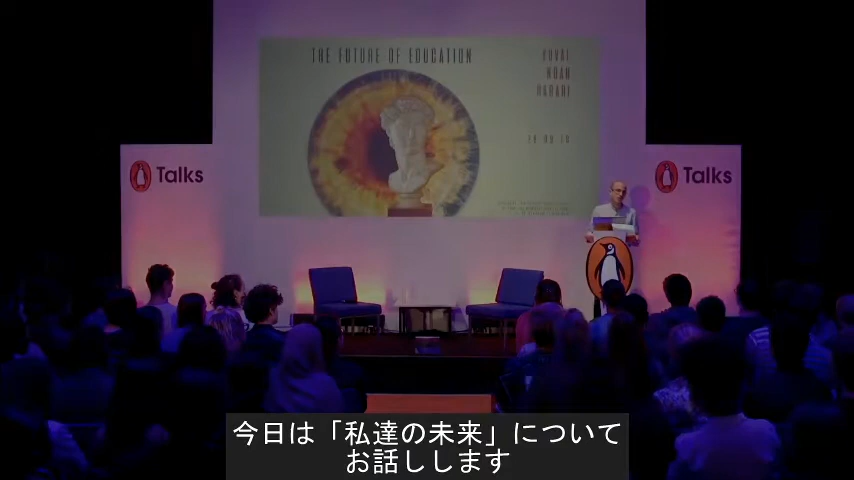 THE FUTURE OF EDUCATION
YUVAL
NOAH
HARARI
Talks
Talks
今日は「私達の未来」について
お話しします